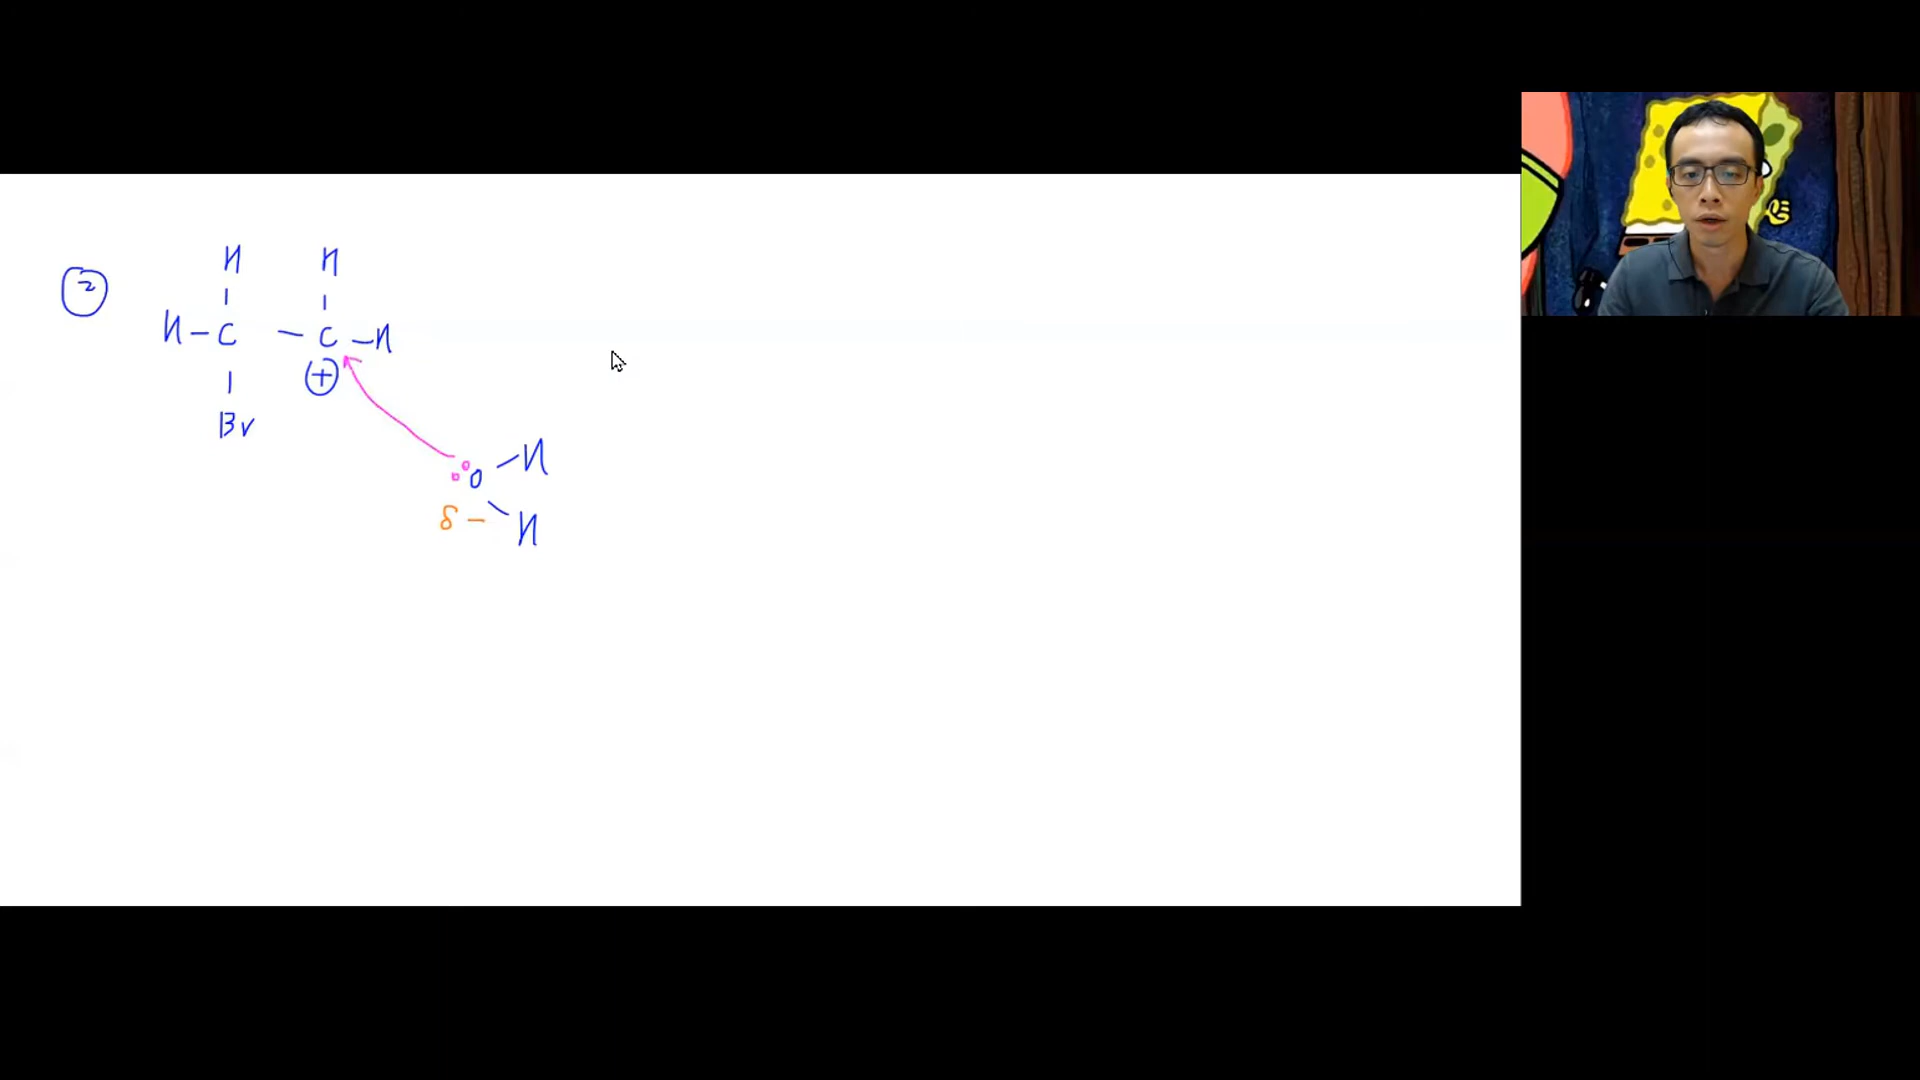 ②
H H
H – C – C – H
⊕
Br
O – H
δ –
H